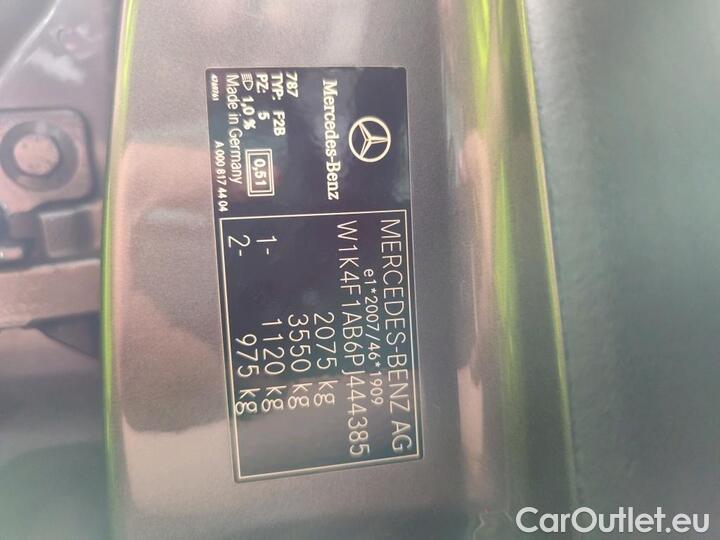 Mercedes-Benz
787
TYP: F2B
PZ: 5
1,0 %
0,51
Made in Germany
4769761
A 000 817 44 04
MERCEDES-BENZ AG
e1*2007/46*1909
W1K4F1AB6PJ444385
2075 kg
3550 kg
1- 1120 kg
2- 975 kg
CarOutlet.eu